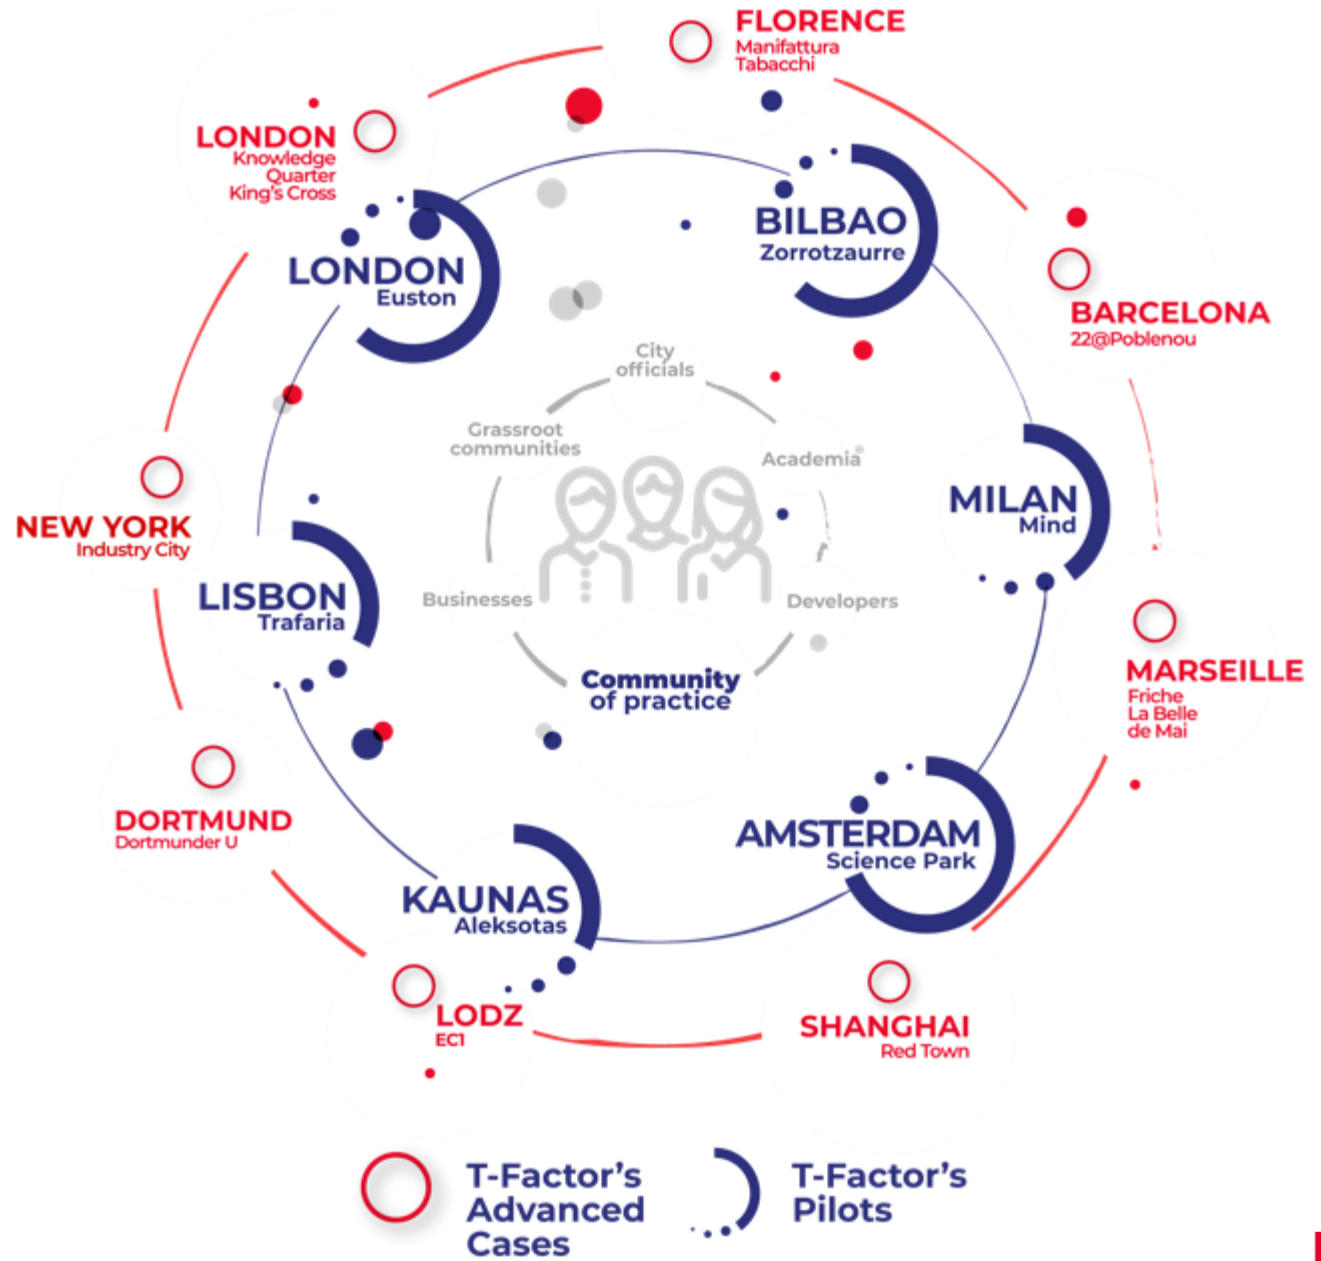 FLORENCE
Manifattura
Tabacchi
LONDON
Knowledge
Quarter
King's Cross
BILBAO
Zorrotzaurre
LONDON
Euston
BARCELONA
22@Poblenou
City
officials
Grassroot
communities
Academia
MILAN
Mind
NEW YORK
Industry City
LISBON
Trafaria
Businesses
Developers
Community
of practice
MARSEILLE
Friche
La Belle
de Mai
DORTMUND
Dortmunder U
AMSTERDAM
Science Park
KAUNAS
Aleksotas
LODZ
EC1
SHANGHAI
Red Town
T-Factor's
Advanced
Cases
T-Factor's
Pilots